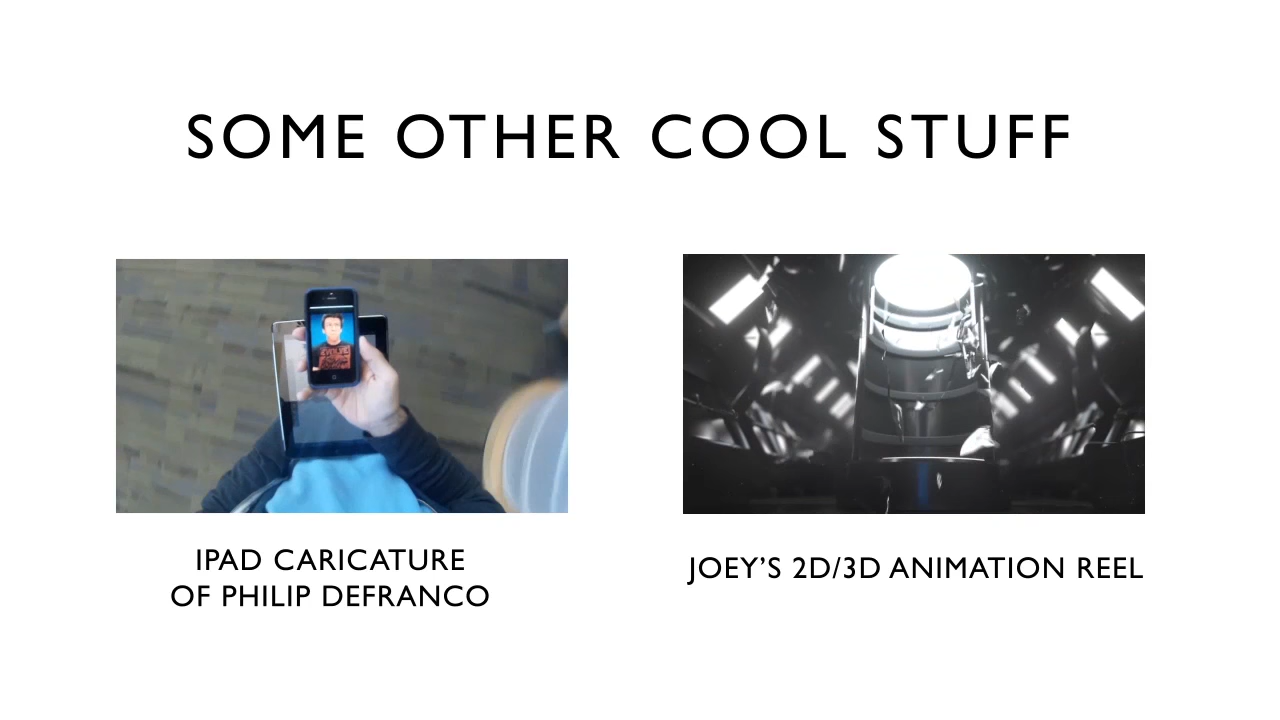 SOME OTHER COOL STUFF
IPAD CARICATURE
OF PHILIP DEFRANCO
JOEY’S 2D/3D ANIMATION REEL